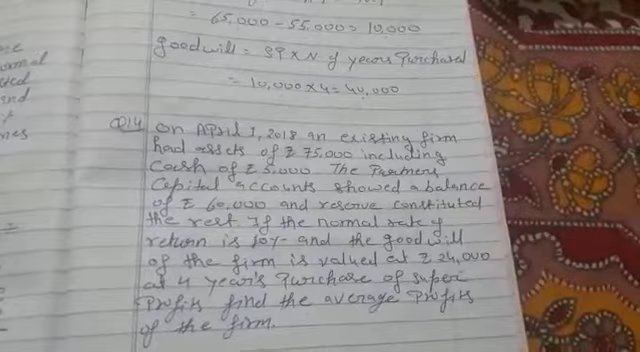 = 65,000 - 55,000 = 10,000
goodwill = SP X N of years Purchased
= 10,000 x 4 = 40,000
Q14 On April 1, 2018 an existing firm
had assets of ₹ 75,000 including
Cash of ₹ 5,000. The Partners
Capital accounts showed a balance
of ₹ 60,000 and reserve constituted
the rest. If the normal rate of
return is 10% and the goodwill
of the firm is valued at ₹ 24,000
at 4 year's Purchase of super
Profits find the average Profits
of the firm.